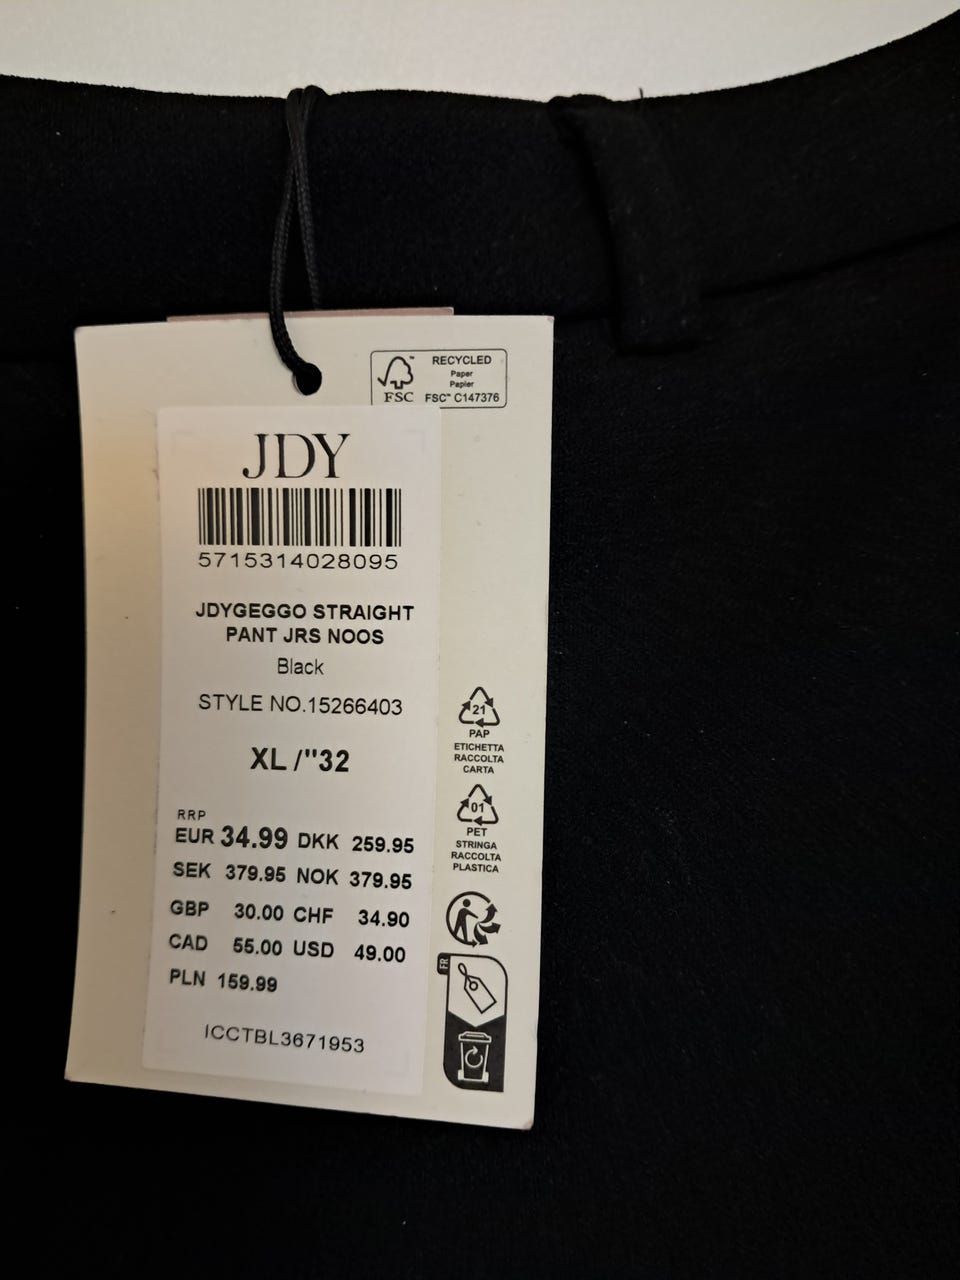 RECYCLED
Paper
Papier
FSC™ C147376
FSC™
JDY
5715314028095
JDYGEGGO STRAIGHT
PANT JRS NOOS
Black
STYLE NO.15266403
XL /"32
RRP
EUR 34.99 DKK 259.95
SEK 379.95 NOK 379.95
GBP 30.00 CHF 34.90
CAD 55.00 USD 49.00
PLN 159.99
ICCTBL3671953
21
PAP
ETICHETTA
RACCOLTA
CARTA
01
PET
STRINGA
RACCOLTA
PLASTICA
FR